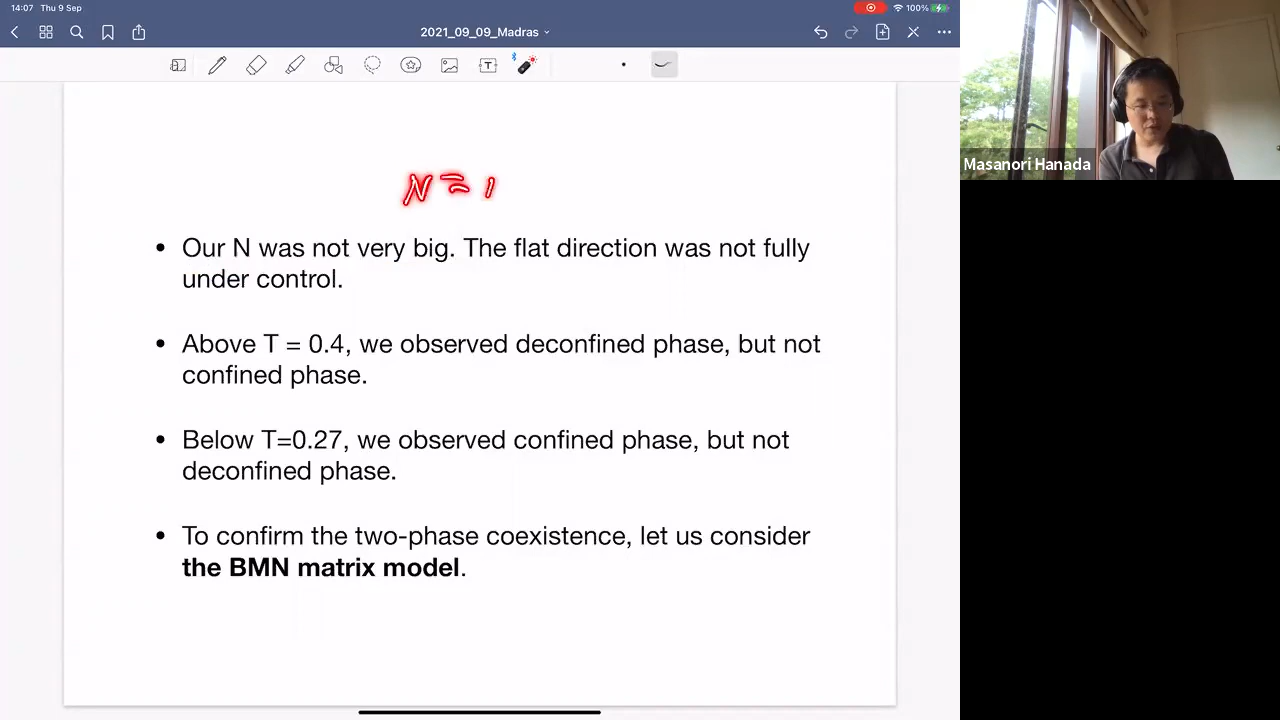 14:07 Thu 9 Sep
100%
2021_09_09_Madras
T
Masanori Hanada
N = 1
• Our N was not very big. The flat direction was not fully
under control.
• Above T = 0.4, we observed deconfined phase, but not
confined phase.
• Below T=0.27, we observed confined phase, but not
deconfined phase.
• To confirm the two-phase coexistence, let us consider
the BMN matrix model.